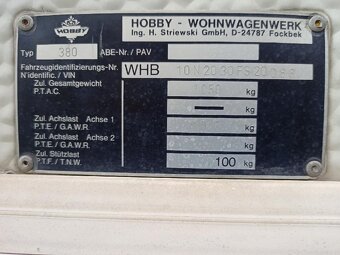 HOBBY
HOBBY - WOHNWAGENWERK
Ing. H. Striewski GmbH, D-24787 Fockbek
Typ 380 ABE-Nr. / PAV
Fahrzeugidentifizierungs-Nr.
N°identific. / VIN
WHB
Zul. Gesamtgewicht
P.T.A.C.
kg
kg
Zul. Achslast Achse 1
P.T.E. / G.A.W.R.
kg
Zul. Achslast Achse 2
P.T.E. / G.A.W.R.
kg
Zul. Stützlast
P.T.F. / T.N.W.
100 kg